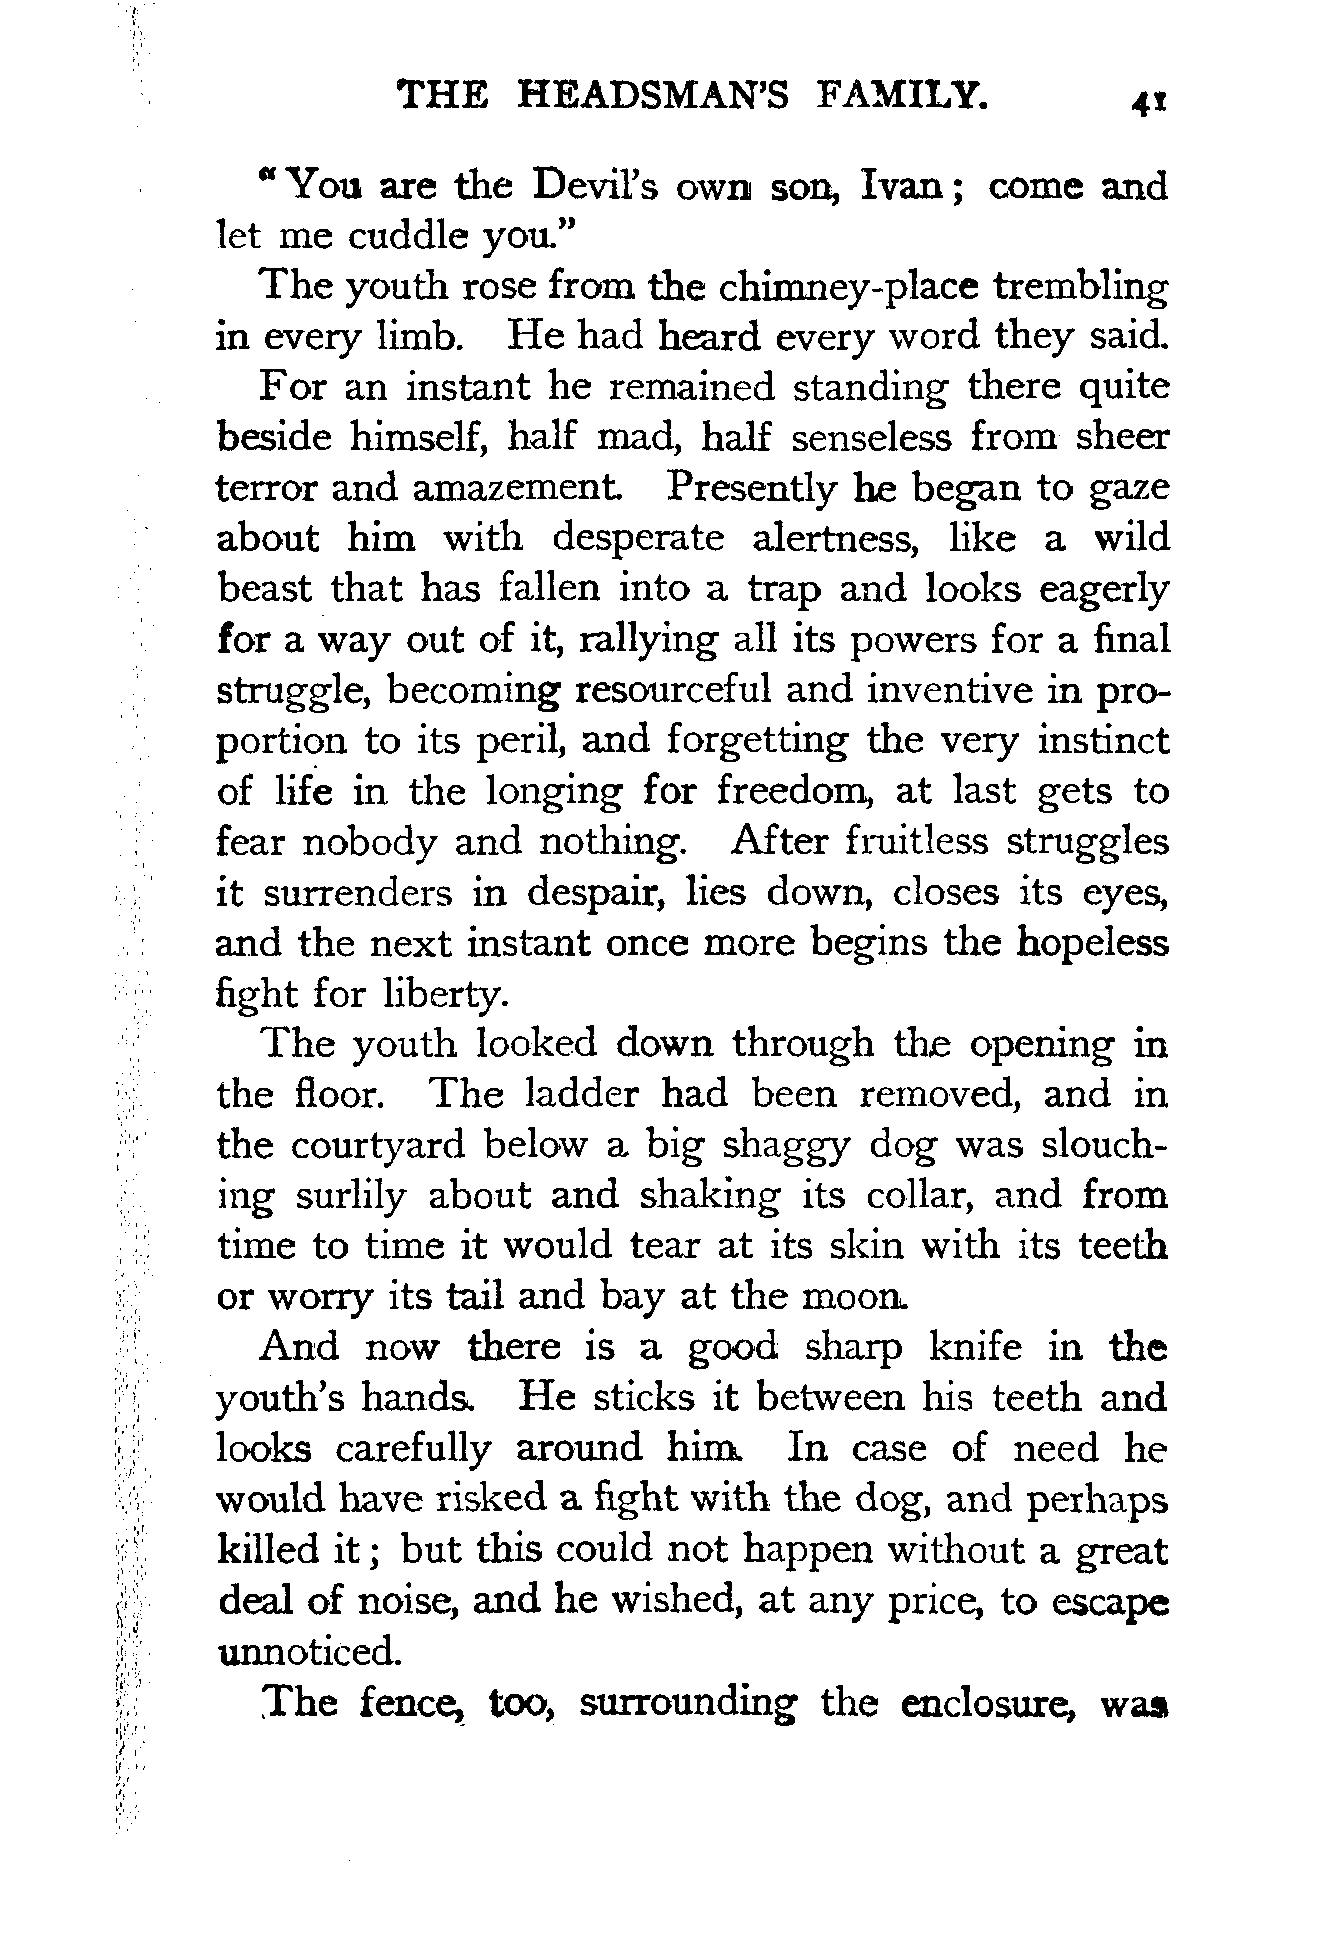 THE HEADSMAN'S FAMILY. 41
"You are the Devil's own son, Ivan; come and
let me cuddle you."
The youth rose from the chimney-place trembling
in every limb. He had heard every word they said.
For an instant he remained standing there quite
beside himself, half mad, half senseless from sheer
terror and amazement. Presently he began to gaze
about him with desperate alertness, like a wild
beast that has fallen into a trap and looks eagerly
for a way out of it, rallying all its powers for a final
struggle, becoming resourceful and inventive in pro-
portion to its peril, and forgetting the very instinct
of life in the longing for freedom, at last gets to
fear nobody and nothing. After fruitless struggles
it surrenders in despair, lies down, closes its eyes,
and the next instant once more begins the hopeless
fight for liberty.
The youth looked down through the opening in
the floor. The ladder had been removed, and in
the courtyard below a big shaggy dog was slouch-
ing surlily about and shaking its collar, and from
time to time it would tear at its skin with its teeth
or worry its tail and bay at the moon.
And now there is a good sharp knife in the
youth's hands. He sticks it between his teeth and
looks carefully around him. In case of need he
would have risked a fight with the dog, and perhaps
killed it; but this could not happen without a great
deal of noise, and he wished, at any price, to escape
unnoticed.
The fence, too, surrounding the enclosure, was